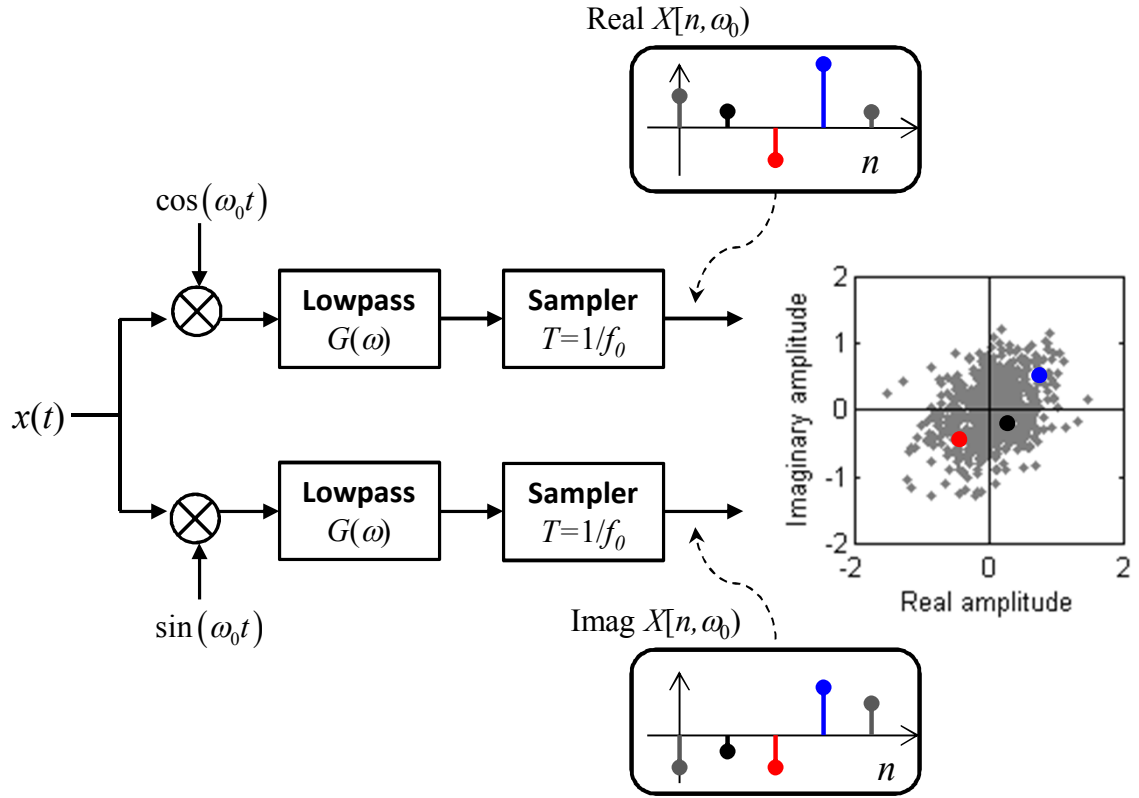 Real X[n, ω₀)
n
cos(ω₀t)
Lowpass
G(ω)
Sampler
T=1/f₀
x(t)
Lowpass
G(ω)
Sampler
T=1/f₀
sin(ω₀t)
Imag X[n, ω₀)
n
2
1
0
-1
-2
Imaginary amplitude
-2
0
2
Real amplitude